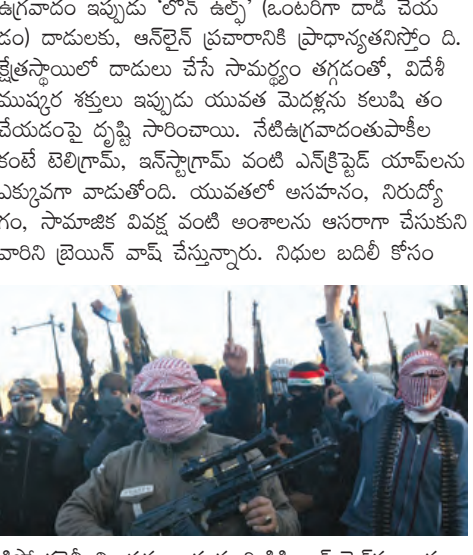 ఉగ్రవాదం ఇప్పుడు ‘లోన్ ఉల్ఫ్’ (ఒంటరిగా దాడి చేయ
డం) దాడులకు, ఆన్‌లైన్ ప్రచారానికి ప్రాధాన్యతనిస్తోం ది.
క్షేత్రస్థాయిలో దాడులు చేసే సామర్థ్యం తగ్గడంతో, విదేశీ
ముష్కర శక్తులు ఇప్పుడు యువత మెదళ్లను కలుషి తం
చేయడంపై దృష్టి సారించాయి. నేటిఉగ్రవాదంతుపాకీల
కంటే టెలిగ్రామ్, ఇన్‌స్టాగ్రామ్ వంటి ఎన్‌క్రిప్టెడ్ యాప్‌లను
ఎక్కువగా వాడుతోంది. యువతలో అసహనం, నిరుద్యో
గం, సామాజిక వివక్ష వంటి అంశాలను ఆసరాగా చేసుకుని
వారిని బ్రెయిన్ వాష్ చేస్తున్నారు. నిధుల బదిలీ కోసం